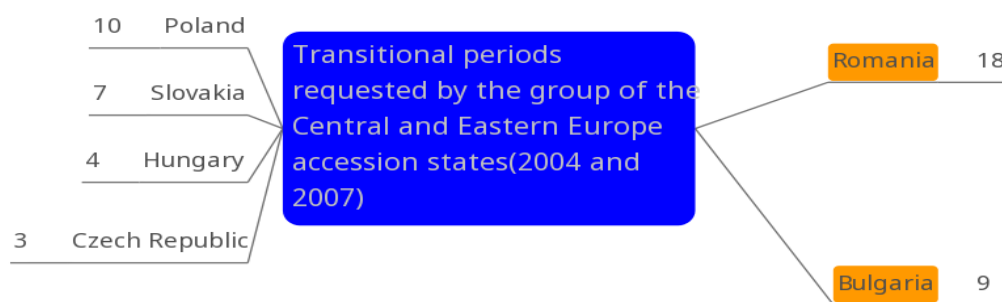 10 Poland
7 Slovakia
4 Hungary
3 Czech Republic
Transitional periods
requested by the group of the
Central and Eastern Europe
accession states(2004 and
2007)
Romania 18
Bulgaria 9